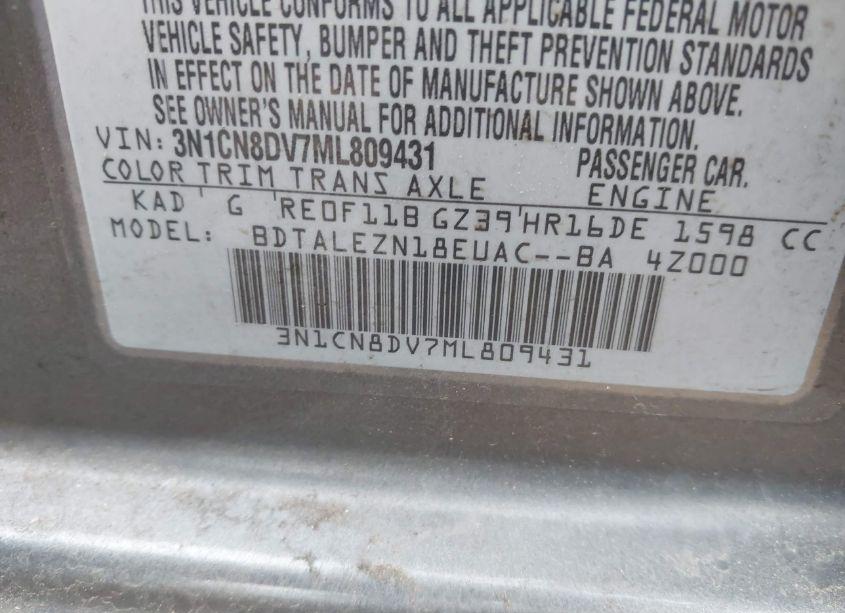 THIS VEHICLE CONFORMS TO ALL APPLICABLE FEDERAL MOTOR
VEHICLE SAFETY, BUMPER AND THEFT PREVENTION STANDARDS
IN EFFECT ON THE DATE OF MANUFACTURE SHOWN ABOVE.
SEE OWNER'S MANUAL FOR ADDITIONAL INFORMATION.
VIN: 3N1CN8DV7ML809431 PASSENGER CAR.
COLOR TRIM TRANS AXLE ENGINE
KAD G RE0F11B GZ39 HR16DE 1598 CC
MODEL: BDTALEZN18EUAC--BA 4Z000
3N1CN8DV7ML809431